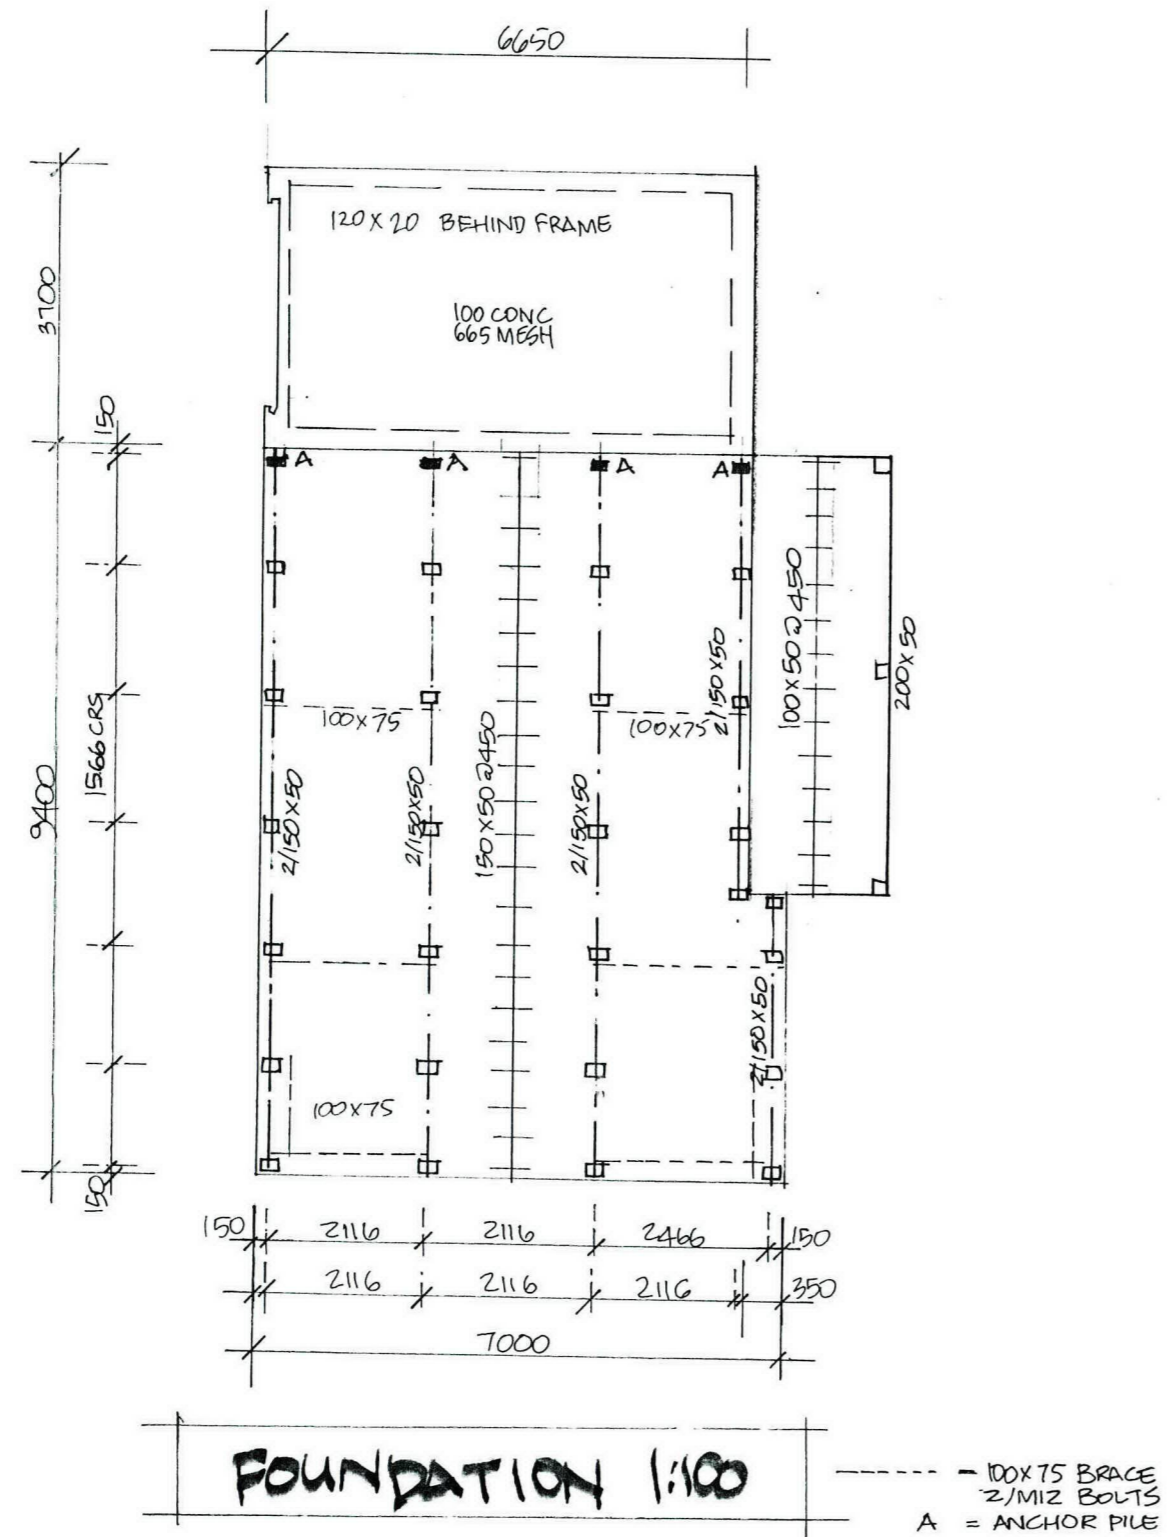 6650
120 X 20 BEHIND FRAME
3700
100 CONC
665 MESH
150
A
A
A
A
100X50@450
2/150X50
200X50
100X75
100X75
1566 CRS
150X50@450
9400
2/150X50
2/150X50
2/150X50
2/150X50
100X75
150
150
2116
2116
2466
150
2116
2116
2116
350
7000
FOUNDATION 1:100
- 100X75 BRACE
2/M12 BOLTS
A = ANCHOR PILE